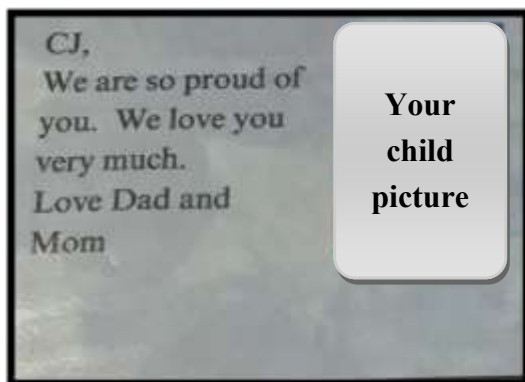 CJ,
We are so proud of
you. We love you
very much.
Love Dad and
Mom
Your
child
picture